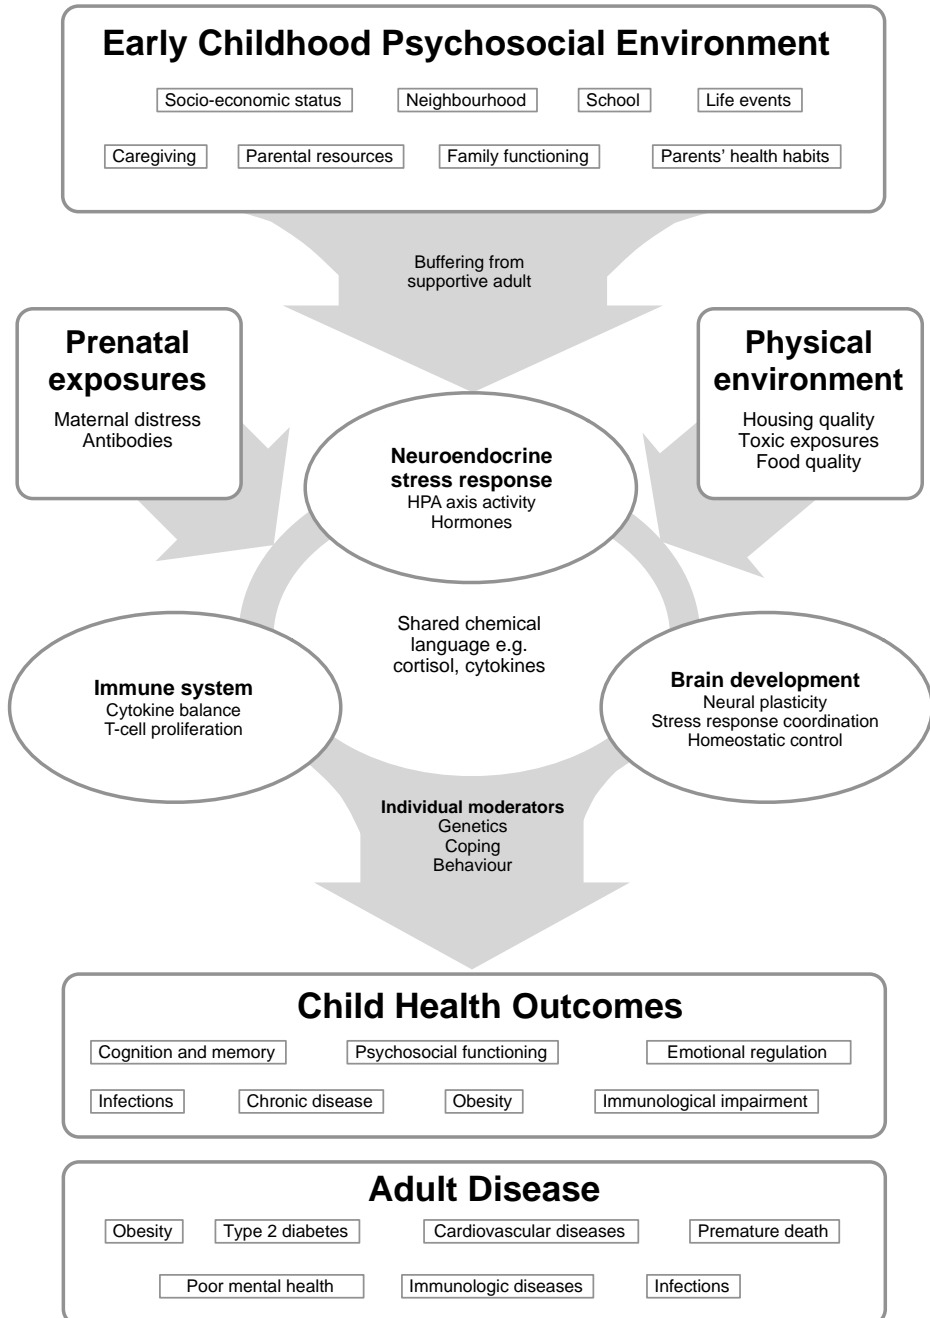 Early Childhood Psychosocial Environment
Socio-economic status
Neighbourhood
School
Life events
Caregiving
Parental resources
Family functioning
Parents’ health habits
Buffering from
supportive adult
Prenatal
exposures
Maternal distress
Antibodies
Physical
environment
Housing quality
Toxic exposures
Food quality
Neuroendocrine
stress response
HPA axis activity
Hormones
Shared chemical
language e.g.
cortisol, cytokines
Immune system
Cytokine balance
T-cell proliferation
Brain development
Neural plasticity
Stress response coordination
Homeostatic control
Individual moderators
Genetics
Coping
Behaviour
Child Health Outcomes
Cognition and memory
Psychosocial functioning
Emotional regulation
Infections
Chronic disease
Obesity
Immunological impairment
Adult Disease
Obesity
Type 2 diabetes
Cardiovascular diseases
Premature death
Poor mental health
Immunologic diseases
Infections